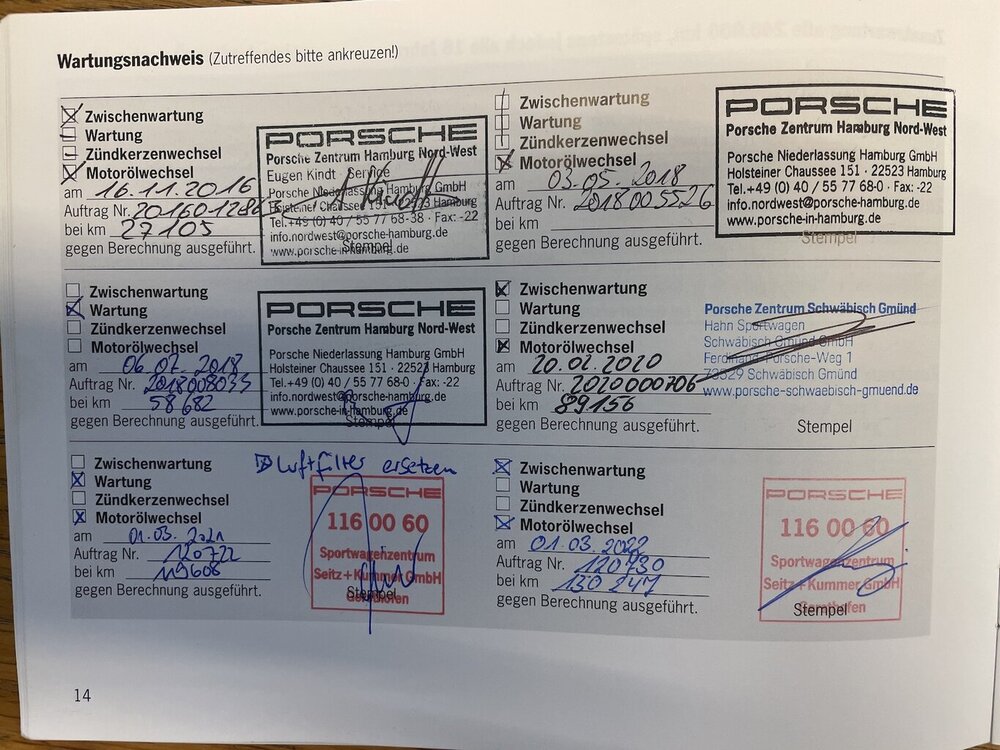 Wartungsnachweis (Zutreffendes bitte ankreuzen!)
Zwischenwartung
Wartung
Zündkerzenwechsel
Motorölwechsel
am 16.11.2016
Auftrag Nr.
bei km 27105
gegen Berechnung ausgeführt.
PORSCHE
Porsche Zentrum Hamburg Nord-West
Eugen Kindt · Service
Porsche Niederlassung Hamburg GmbH
Holsteiner Chaussee 151 · 22523 Hamburg
Tel.+49 (0) 40 / 55 77 68-38 · Fax: -22
info.nordwest@porsche-hamburg.de
www.porsche-in-hamburg.de
Stempel
Zwischenwartung
Wartung
Zündkerzenwechsel
Motorölwechsel
am 03.05.2018
Auftrag Nr. 2018005526
bei km
gegen Berechnung ausgeführt.
PORSCHE
Porsche Zentrum Hamburg Nord-West
Porsche Niederlassung Hamburg GmbH
Holsteiner Chaussee 151 · 22523 Hamburg
Tel.+49 (0) 40 / 55 77 68-0 · Fax: -22
info.nordwest@porsche-hamburg.de
www.porsche-in-hamburg.de
Stempel
Zwischenwartung
Wartung
Zündkerzenwechsel
Motorölwechsel
am 06.07.2018
Auftrag Nr. 2018008035
bei km 58682
gegen Berechnung ausgeführt.
PORSCHE
Porsche Zentrum Hamburg Nord-West
Porsche Niederlassung Hamburg GmbH
Holsteiner Chaussee 151 · 22523 Hamburg
Tel.+49 (0) 40 / 55 77 68-0 · Fax: -22
info.nordwest@porsche-hamburg.de
www.porsche-in-hamburg.de
Stempel
Zwischenwartung
Wartung
Zündkerzenwechsel
Motorölwechsel
am 20.02.2020
Auftrag Nr. 2020000706
bei km 89156
gegen Berechnung ausgeführt.
Porsche Zentrum Schwäbisch Gmünd
Hahn Sportwagen
Schwäbisch Gmünd GmbH
Ferdinand-Porsche-Weg 1
73529 Schwäbisch Gmünd
www.porsche-schwaebisch-gmuend.de
Stempel
Zwischenwartung
Wartung
Zündkerzenwechsel
Motorölwechsel
am 01.03.2021
Auftrag Nr. 120722
bei km 119608
gegen Berechnung ausgeführt.
Luftfilter ersetzen
PORSCHE
116 00 60
Sportwagenzentrum
Seitz+Kummer GmbH
Gersthofen
Stempel
Zwischenwartung
Wartung
Zündkerzenwechsel
Motorölwechsel
am 01.03.2022
Auftrag Nr. 120730
bei km 130247
gegen Berechnung ausgeführt.
PORSCHE
116 00 60
Sportwagenzentrum
Seitz+Kummer GmbH
Gersthofen
Stempel
14